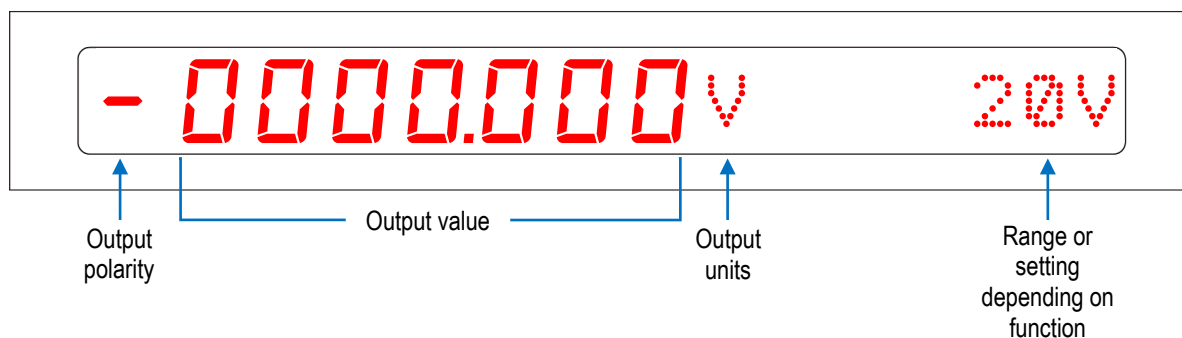 - 0000.000 V 20V
Output value
Output
polarity
Output
units
Range or
setting
depending on
function